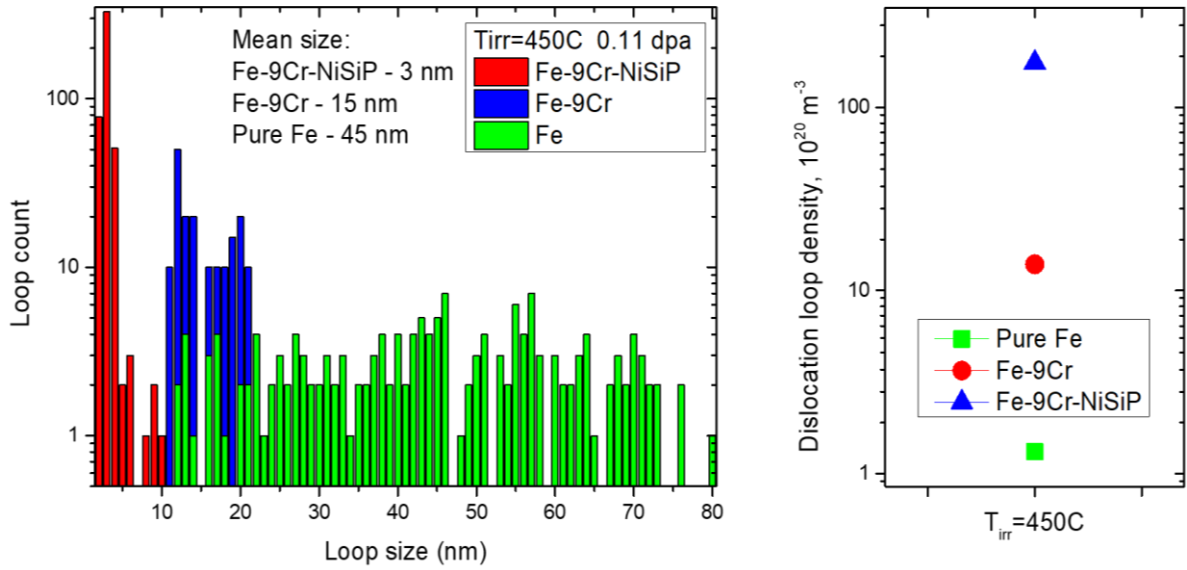 Mean size:
Fe-9Cr-NiSiP - 3 nm
Fe-9Cr - 15 nm
Pure Fe - 45 nm
Tirr=450C 0.11 dpa
Fe-9Cr-NiSiP
Fe-9Cr
Fe
Loop count
100
10
1
10 20 30 40 50 60 70 80
Loop size (nm)
Dislocation loop density, 10²⁰ m⁻³
100
10
1
Pure Fe
Fe-9Cr
Fe-9Cr-NiSiP
Tᵢᵣᵣ=450C